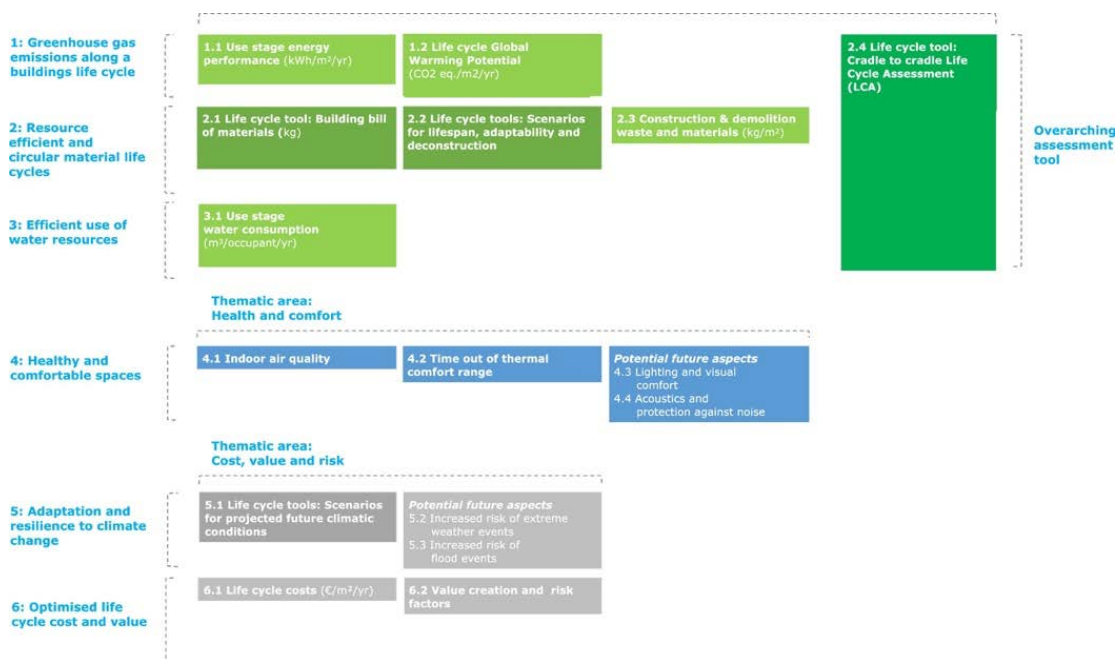 1: Greenhouse gas
emissions along a
buildings life cycle
1.1 Use stage energy
performance (kWh/m²/yr)
1.2 Life cycle Global
Warming Potential
(CO2 eq./m2/yr)
2.4 Life cycle tool:
Cradle to cradle Life
Cycle Assessment
(LCA)
2: Resource
efficient and
circular material life
cycles
2.1 Life cycle tool: Building bill
of materials (kg)
2.2 Life cycle tools: Scenarios
for lifespan, adaptability and
deconstruction
2.3 Construction & demolition
waste and materials (kg/m²)
Overarching
assessment
tool
3: Efficient use of
water resources
3.1 Use stage
water consumption
(m³/occupant/yr)
Thematic area:
Health and comfort
4: Healthy and
comfortable spaces
4.1 Indoor air quality
4.2 Time out of thermal
comfort range
Potential future aspects
4.3 Lighting and visual
comfort
4.4 Acoustics and
protection against noise
Thematic area:
Cost, value and risk
5: Adaptation and
resilience to climate
change
5.1 Life cycle tools: Scenarios
for projected future climatic
conditions
Potential future aspects
5.2 Increased risk of extreme
weather events
5.3 Increased risk of
flood events
6: Optimised life
cycle cost and value
6.1 Life cycle costs (€/m²/yr)
6.2 Value creation and risk
factors